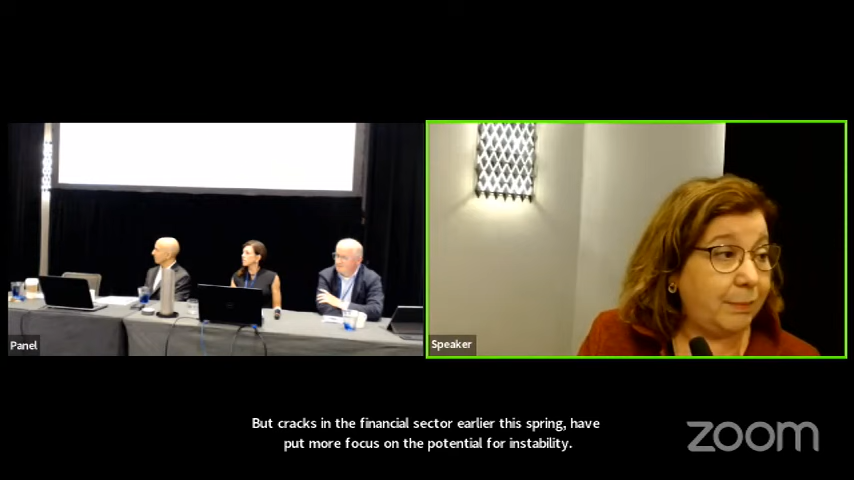 Panel
Speaker
But cracks in the financial sector earlier this spring, have
put more focus on the potential for instability.
zoom